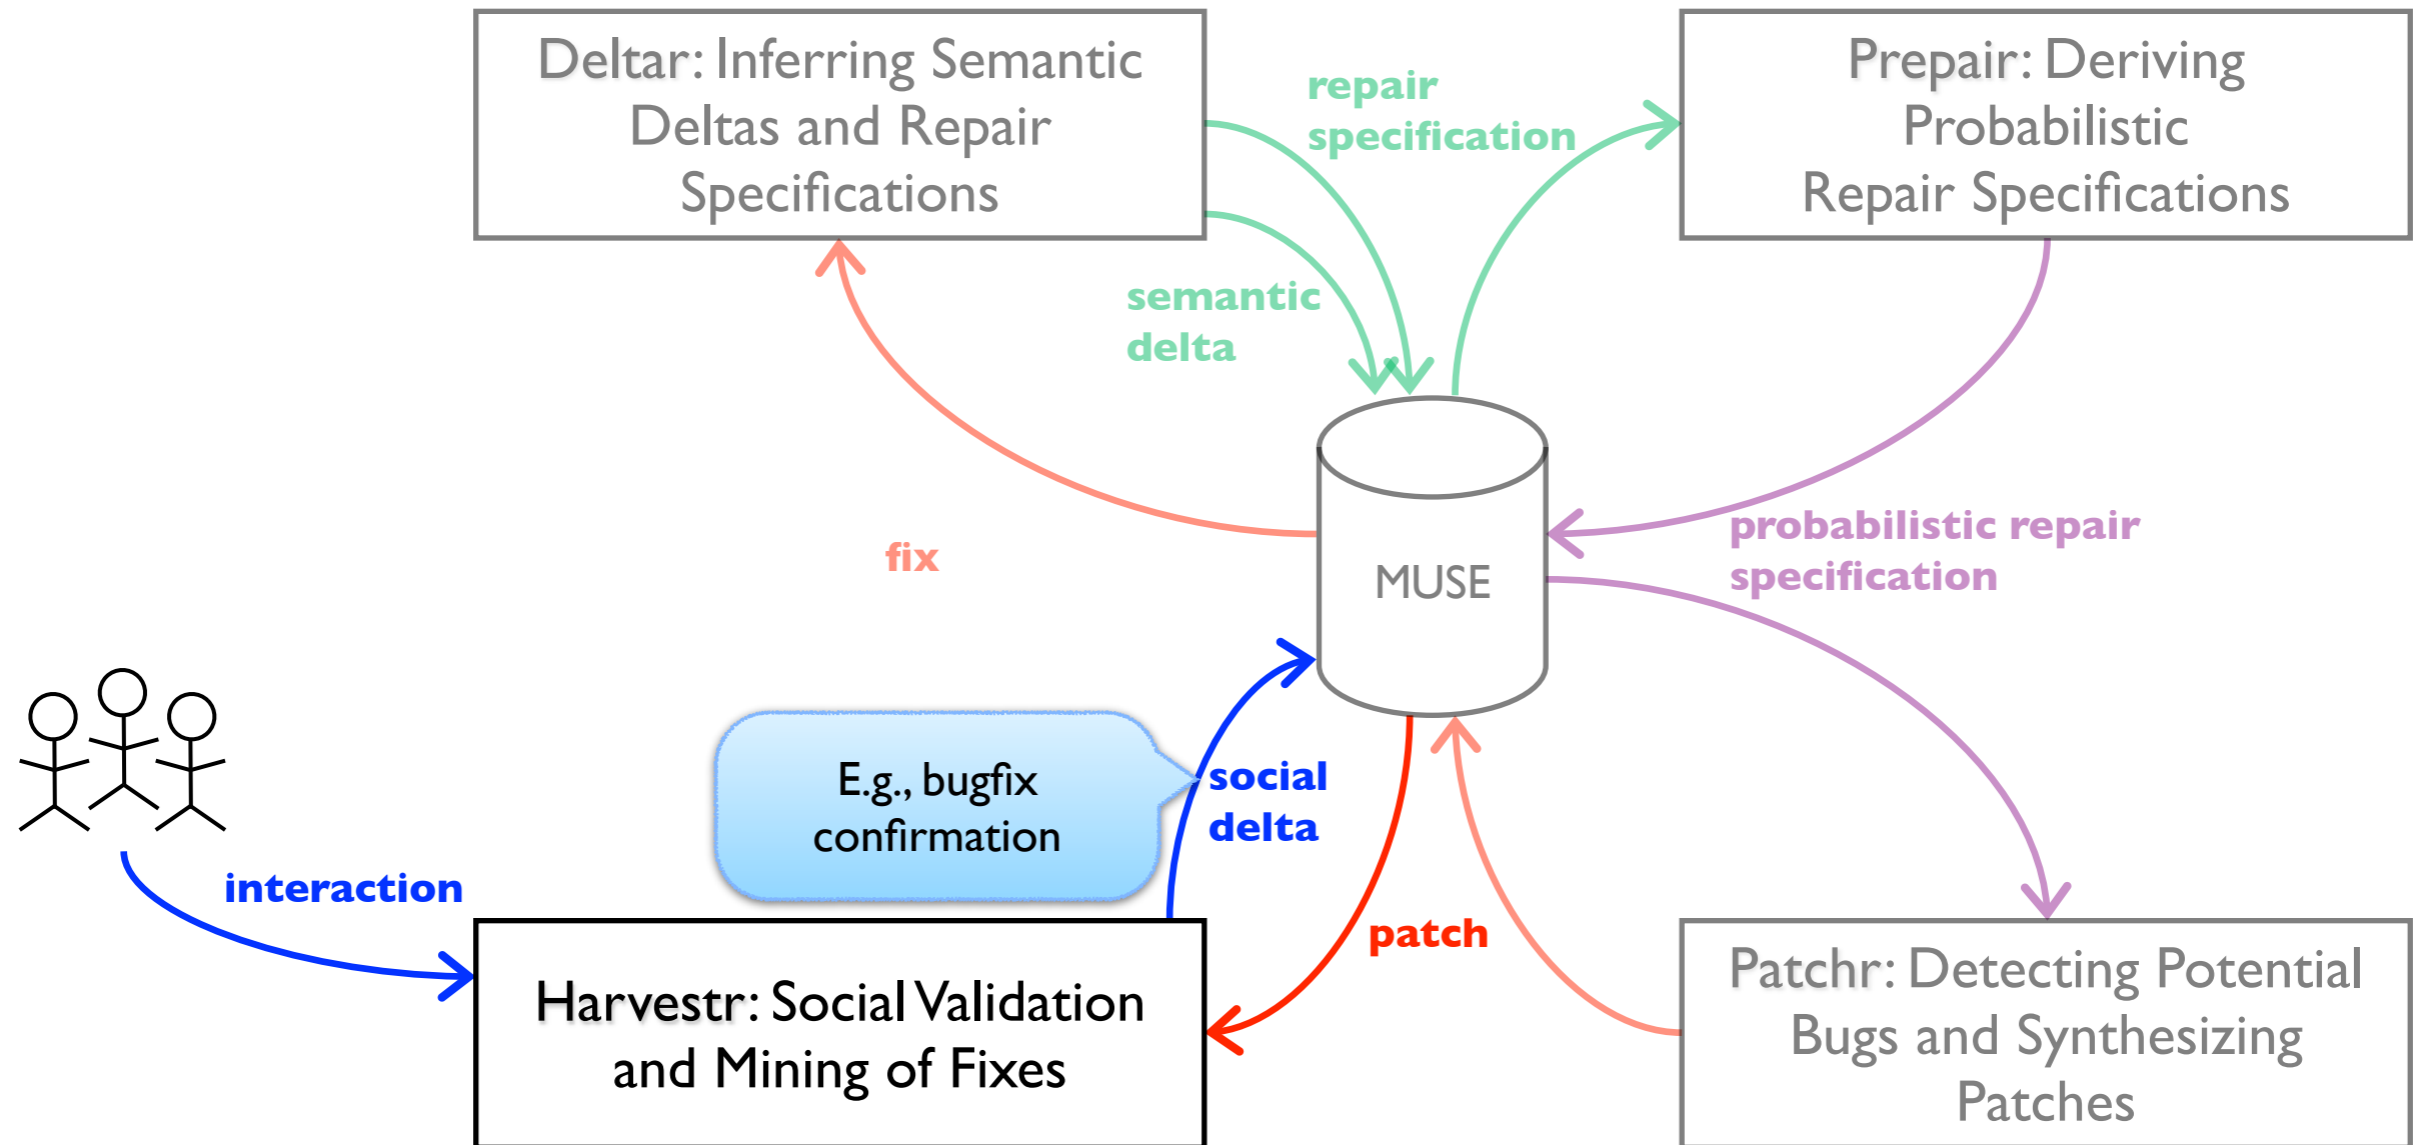 Deltar: Inferring Semantic
Deltas and Repair
Specifications
repair
specification
Prepair: Deriving
Probabilistic
Repair Specifications
semantic
delta
fix
MUSE
probabilistic repair
specification
E.g., bugfix
confirmation
social
delta
interaction
patch
Harvestr: Social Validation
and Mining of Fixes
Patchr: Detecting Potential
Bugs and Synthesizing
Patches